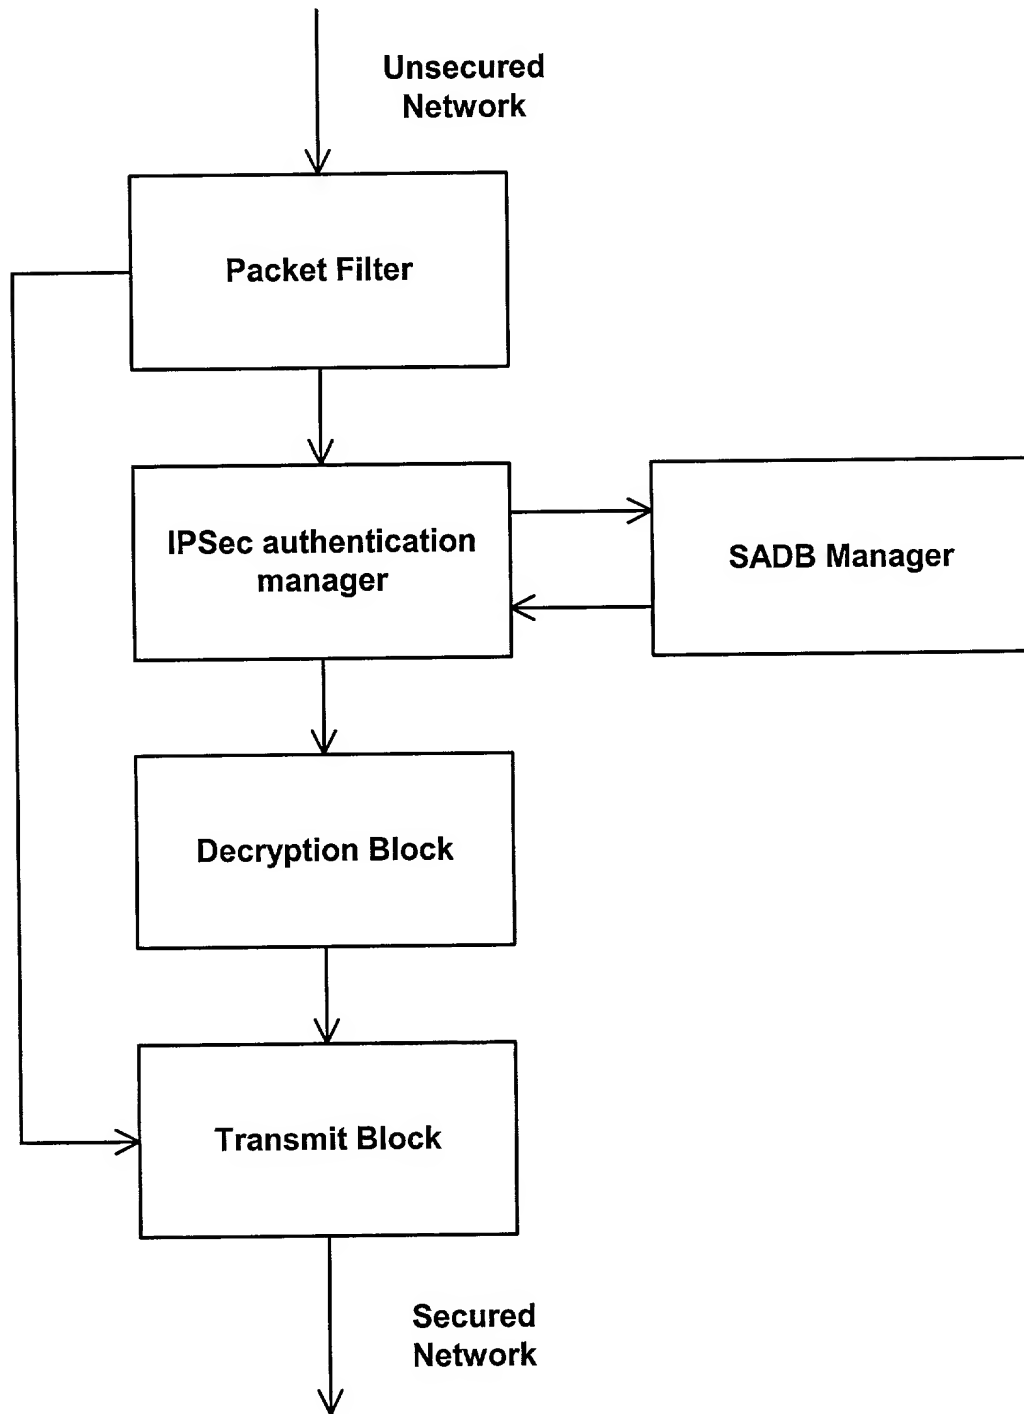 Unsecured
Network
Packet Filter
IPSec authentication
manager
SADB Manager
Decryption Block
Transmit Block
Secured
Network